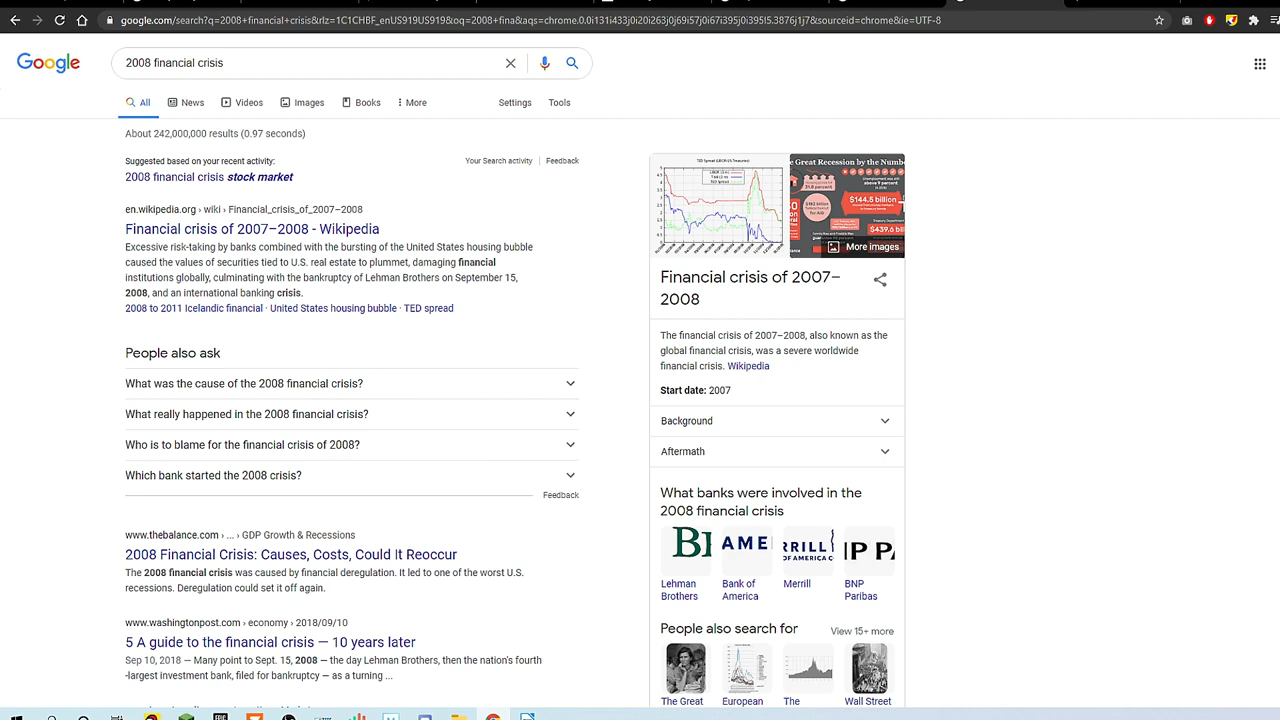 google.com/search?q=2008+financial+crisis&rlz=1C1CHBF_enUS919US919&oq=2008+fina&aqs=chrome.0.0i131i433j0i20i263j0j69i57j0i67i395j0i395l5.3876j1j7&sourceid=chrome&ie=UTF-8
Google
2008 financial crisis
All News Videos Images Books More Settings Tools
About 242,000,000 results (0.97 seconds)
Suggested based on your recent activity: Your Search activity Feedback
2008 financial crisis stock market
en.wikipedia.org › wiki › Financial_crisis_of_2007–2008
Financial crisis of 2007–2008 - Wikipedia
Excessive risk-taking by banks combined with the bursting of the United States housing bubble
caused the values of securities tied to U.S. real estate to plummet, damaging financial
institutions globally, culminating with the bankruptcy of Lehman Brothers on September 15,
2008, and an international banking crisis.
2008 to 2011 Icelandic financial · United States housing bubble · TED spread
People also ask
What was the cause of the 2008 financial crisis?
What really happened in the 2008 financial crisis?
Who is to blame for the financial crisis of 2008?
Which bank started the 2008 crisis?
Feedback
www.thebalance.com › ... › GDP Growth & Recessions
2008 Financial Crisis: Causes, Costs, Could It Reoccur
The 2008 financial crisis was caused by financial deregulation. It led to one of the worst U.S.
recessions. Deregulation could set it off again.
www.washingtonpost.com › economy › 2018/09/10
5 A guide to the financial crisis — 10 years later
Sep 10, 2018 — Many point to Sept. 15, 2008 — the day Lehman Brothers, then the nation's fourth
-largest investment bank, filed for bankruptcy — as a turning ...
TED Spread (LIBOR-US Treasuries)
e Great Recession by the Numbe
$144.5 billion
$439.6 bi
More images
Financial crisis of 2007–
2008
The financial crisis of 2007–2008, also known as the
global financial crisis, was a severe worldwide
financial crisis. Wikipedia
Start date: 2007
Background
Aftermath
What banks were involved in the
2008 financial crisis
AME
RRILL
OF AMERICA C
IP PA
Lehman
Brothers
Bank of
America
Merrill
BNP
Paribas
People also search for View 15+ more
The Great
European
The
Wall Street